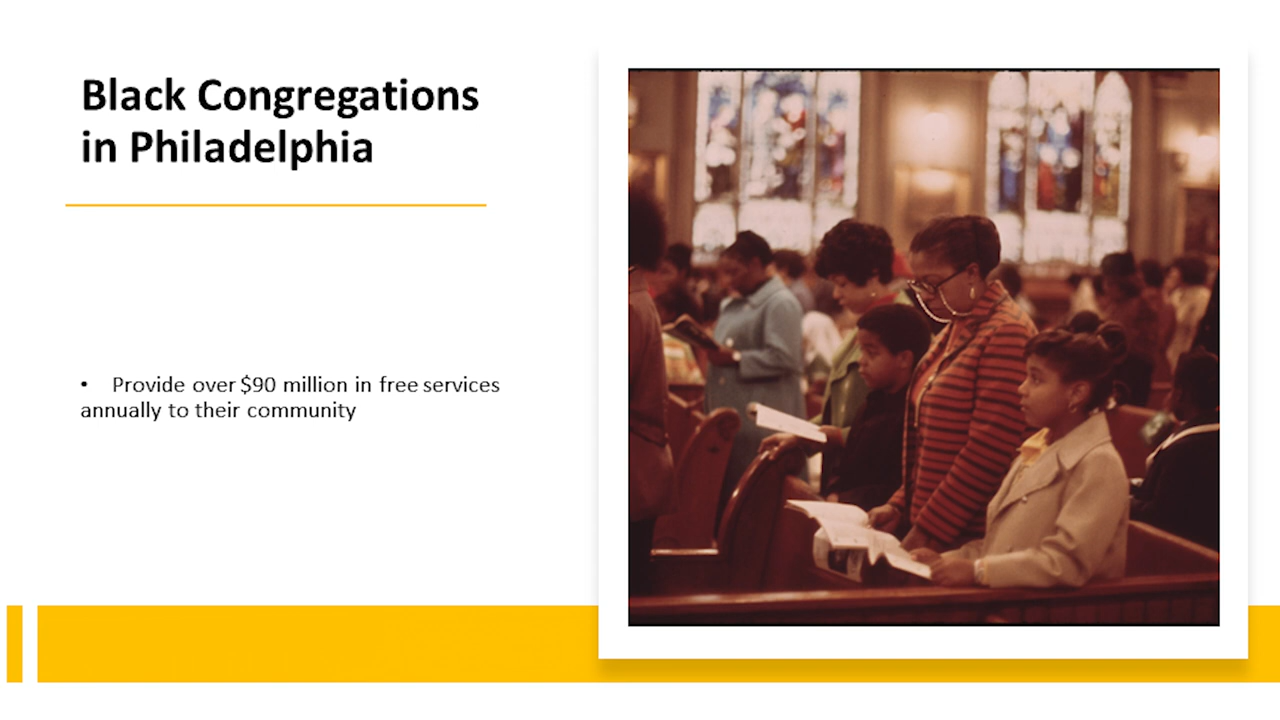 Black Congregations
in Philadelphia
• Provide over $90 million in free services
annually to their community